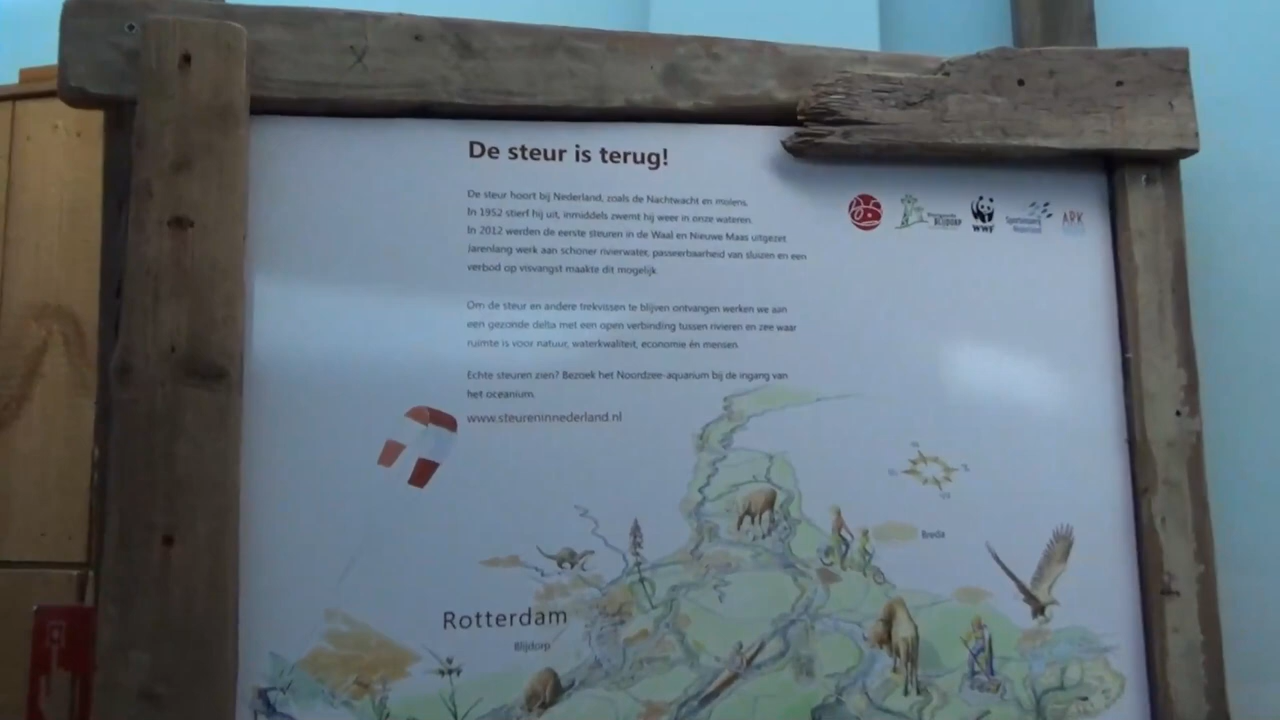 De steur is terug!
De steur hoort bij Nederland, zoals de Nachtwacht en molens.
In 1952 stierf hij uit, inmiddels zwemt hij weer in onze wateren.
In 2012 werden de eerste steuren in de Waal en Nieuwe Maas uitgezet
Jarenlang werk aan schoner rivierwater, passeerbaarheid van sluizen en een
verbod op visvangst maakte dit mogelijk.
Om de steur en andere trekvissen te blijven ontvangen werken we aan
een gezonde delta met een open verbinding tussen rivieren en zee waar
ruimte is voor natuur, waterkwaliteit, economie én mensen.
Echte steuren zien? Bezoek het Noordzee-aquarium bij de ingang van
het oceanium.
www.steureninnederland.nl
BLIJDORP
WWF
Sportvisserij
Nederland
ARK
Breda
Rotterdam
Blijdorp